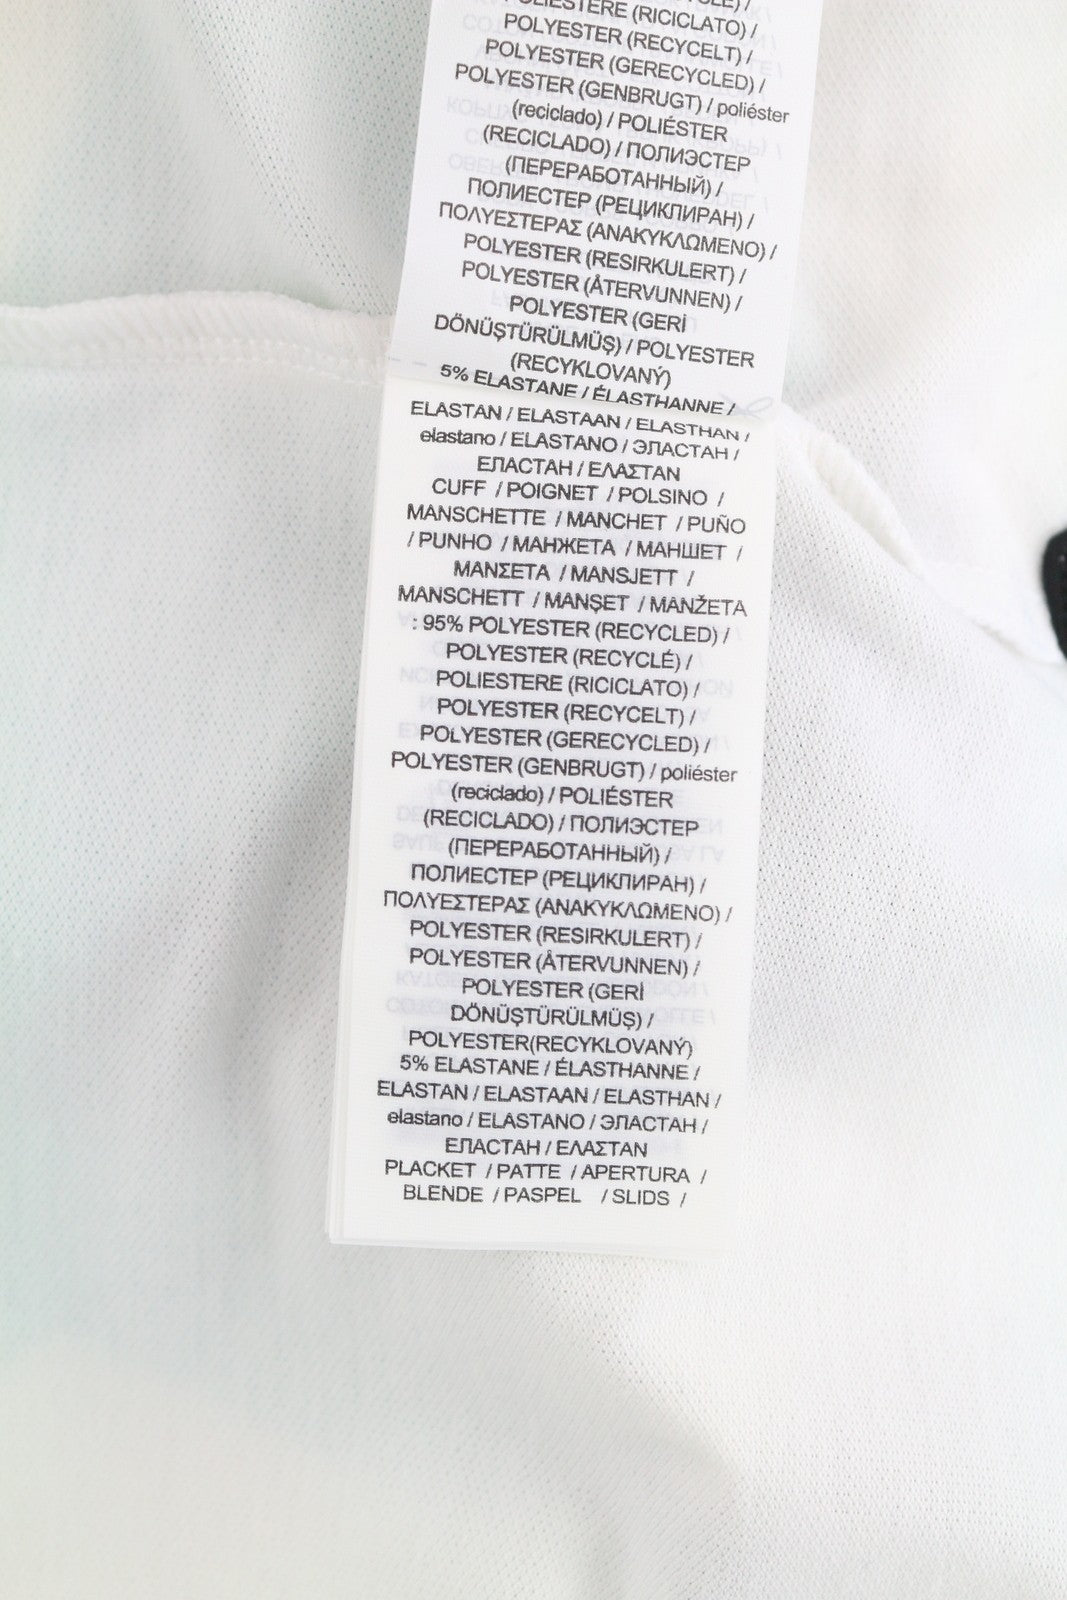 POLIESTERE (RICICLATO) /
POLYESTER (RECYCELT) /
POLYESTER (GERECYCLED) /
POLYESTER (GENBRUGT) / poliéster
(reciclado) / POLIÉSTER
(RECICLADO) / ПОЛИЭСТЕР
(ПЕРЕРАБОТАННЫЙ) /
ПОЛИЕСТЕР (РЕЦИКЛИРАН) /
ΠΟΛΥΕΣΤΕΡΑΣ (ΑΝΑΚΥΚΛΩΜΕΝΟ) /
POLYESTER (RESIRKULERT) /
POLYESTER (ÅTERVUNNEN) /
POLYESTER (GERİ
DÖNÜŞTÜRÜLMÜŞ) / POLYESTER
(RECYKLOVANÝ)
5% ELASTANE / ÉLASTHANNE /
ELASTAN / ELASTAAN / ELASTHAN /
elastano / ELASTANO / ЭЛАСТАН /
ЕЛАСТАН / ΕΛΑΣΤΑΝ
CUFF / POIGNET / POLSINO /
MANSCHETTE / MANCHET / PUÑO
/ PUNHO / МАНЖЕТА / МАНШЕТ /
ΜΑΝΣΕΤΑ / MANSJETT /
MANSCHETT / MANŞET / MANŽETA
: 95% POLYESTER (RECYCLED) /
POLYESTER (RECYCLÉ) /
POLIESTERE (RICICLATO) /
POLYESTER (RECYCELT) /
POLYESTER (GERECYCLED) /
POLYESTER (GENBRUGT) / poliéster
(reciclado) / POLIÉSTER
(RECICLADO) / ПОЛИЭСТЕР
(ПЕРЕРАБОТАННЫЙ) /
ПОЛИЕСТЕР (РЕЦИКЛИРАН) /
ΠΟΛΥΕΣΤΕΡΑΣ (ΑΝΑΚΥΚΛΩΜΕΝΟ) /
POLYESTER (RESIRKULERT) /
POLYESTER (ÅTERVUNNEN) /
POLYESTER (GERİ
DÖNÜŞTÜRÜLMÜŞ) /
POLYESTER(RECYKLOVANÝ)
5% ELASTANE / ÉLASTHANNE /
ELASTAN / ELASTAAN / ELASTHAN /
elastano / ELASTANO / ЭЛАСТАН /
ЕЛАСТАН / ΕΛΑΣΤΑΝ
PLACKET / PATTE / APERTURA /
BLENDE / PASPEL / SLIDS /